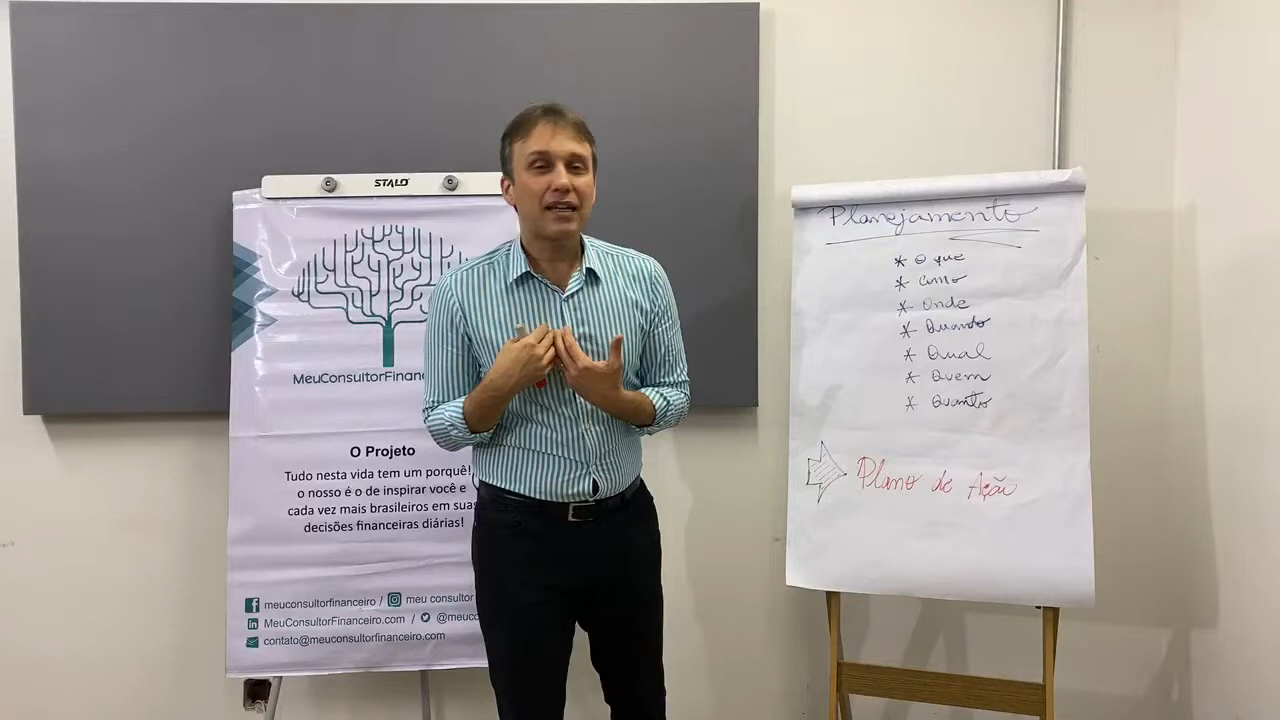 STALO
MeuConsultorFinanc
O Projeto
Tudo nesta vida tem um porquê!
o nosso é o de inspirar você e
cada vez mais brasileiros em suas
decisões financeiras diárias!
meuconsultorfinanceiro / meu consultor
MeuConsultorFinanceiro.com / @meuco
contato@meuconsultorfinanceiro.com
Planejamento
* O que
* Como
* Onde
* Quando
* Qual
* Quem
* Quanto
Plano de Ação